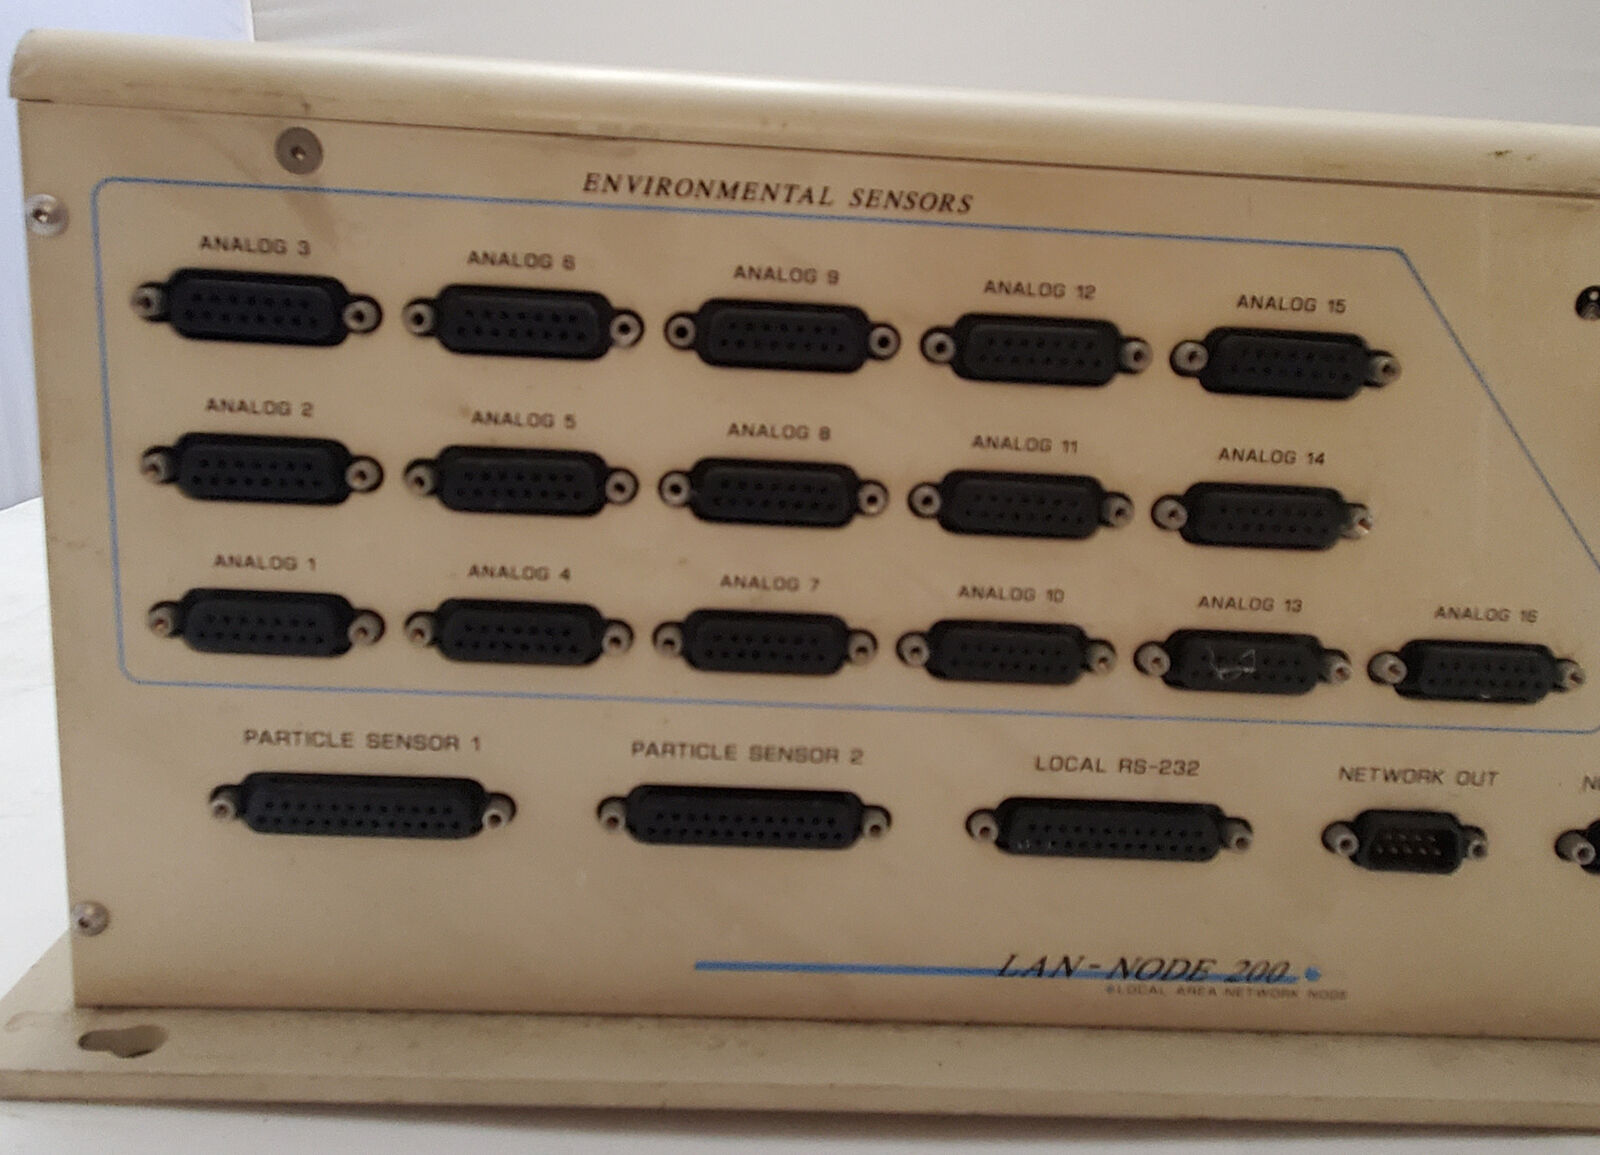 ENVIRONMENTAL SENSORS
ANALOG 3
ANALOG 6
ANALOG 9
ANALOG 12
ANALOG 15
ANALOG 2
ANALOG 5
ANALOG 8
ANALOG 11
ANALOG 14
ANALOG 1
ANALOG 4
ANALOG 7
ANALOG 10
ANALOG 13
ANALOG 16
PARTICLE SENSOR 1
PARTICLE SENSOR 2
LOCAL RS-232
NETWORK OUT
LAN-NODE 200
LOCAL AREA NETWORK NODE